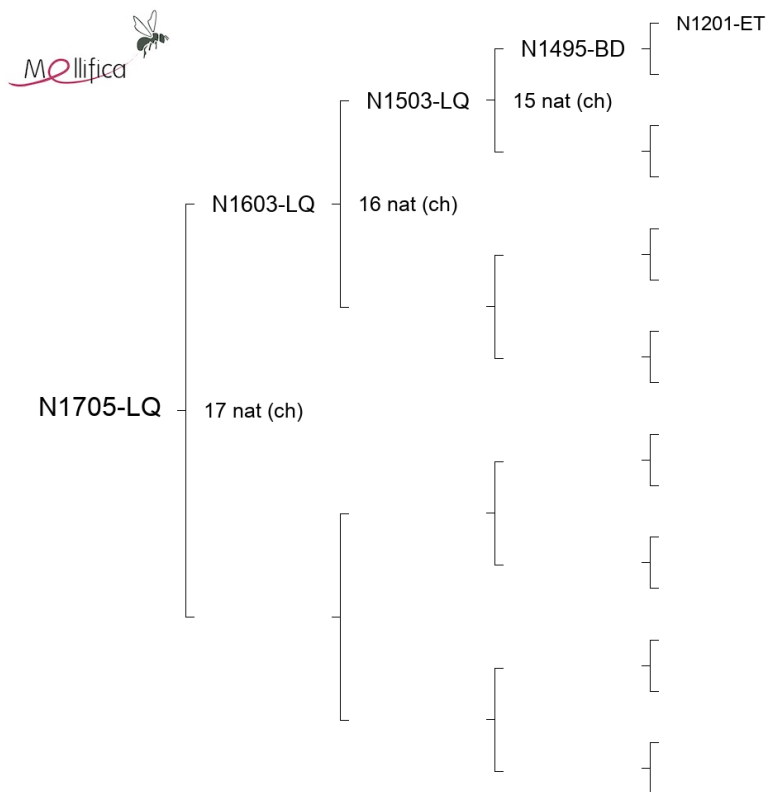 Mellifica
N1201-ET
N1495-BD
N1503-LQ
15 nat (ch)
N1603-LQ
16 nat (ch)
N1705-LQ
17 nat (ch)